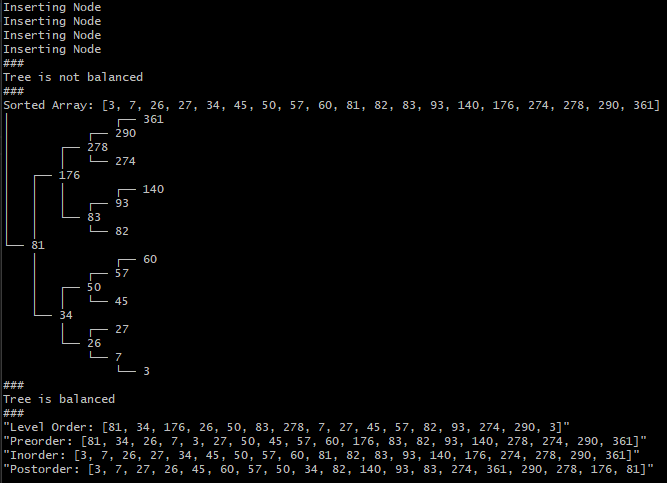 Inserting Node
Inserting Node
Inserting Node
Inserting Node
###
Tree is not balanced
###
Sorted Array: [3, 7, 26, 27, 34, 45, 50, 57, 60, 81, 82, 83, 93, 140, 176, 274, 278, 290, 361]
361
290
278
274
176
140
93
83
82
81
60
57
50
45
34
27
26
7
3
###
Tree is balanced
###
"Level Order: [81, 34, 176, 26, 50, 83, 278, 7, 27, 45, 57, 82, 93, 274, 290, 3]"
"Preorder: [81, 34, 26, 7, 3, 27, 50, 45, 57, 60, 176, 83, 82, 93, 140, 278, 274, 290, 361]"
"Inorder: [3, 7, 26, 27, 34, 45, 50, 57, 60, 81, 82, 83, 93, 140, 176, 274, 278, 290, 361]"
"Postorder: [3, 7, 27, 26, 45, 60, 57, 50, 34, 82, 140, 93, 83, 274, 361, 290, 278, 176, 81]"